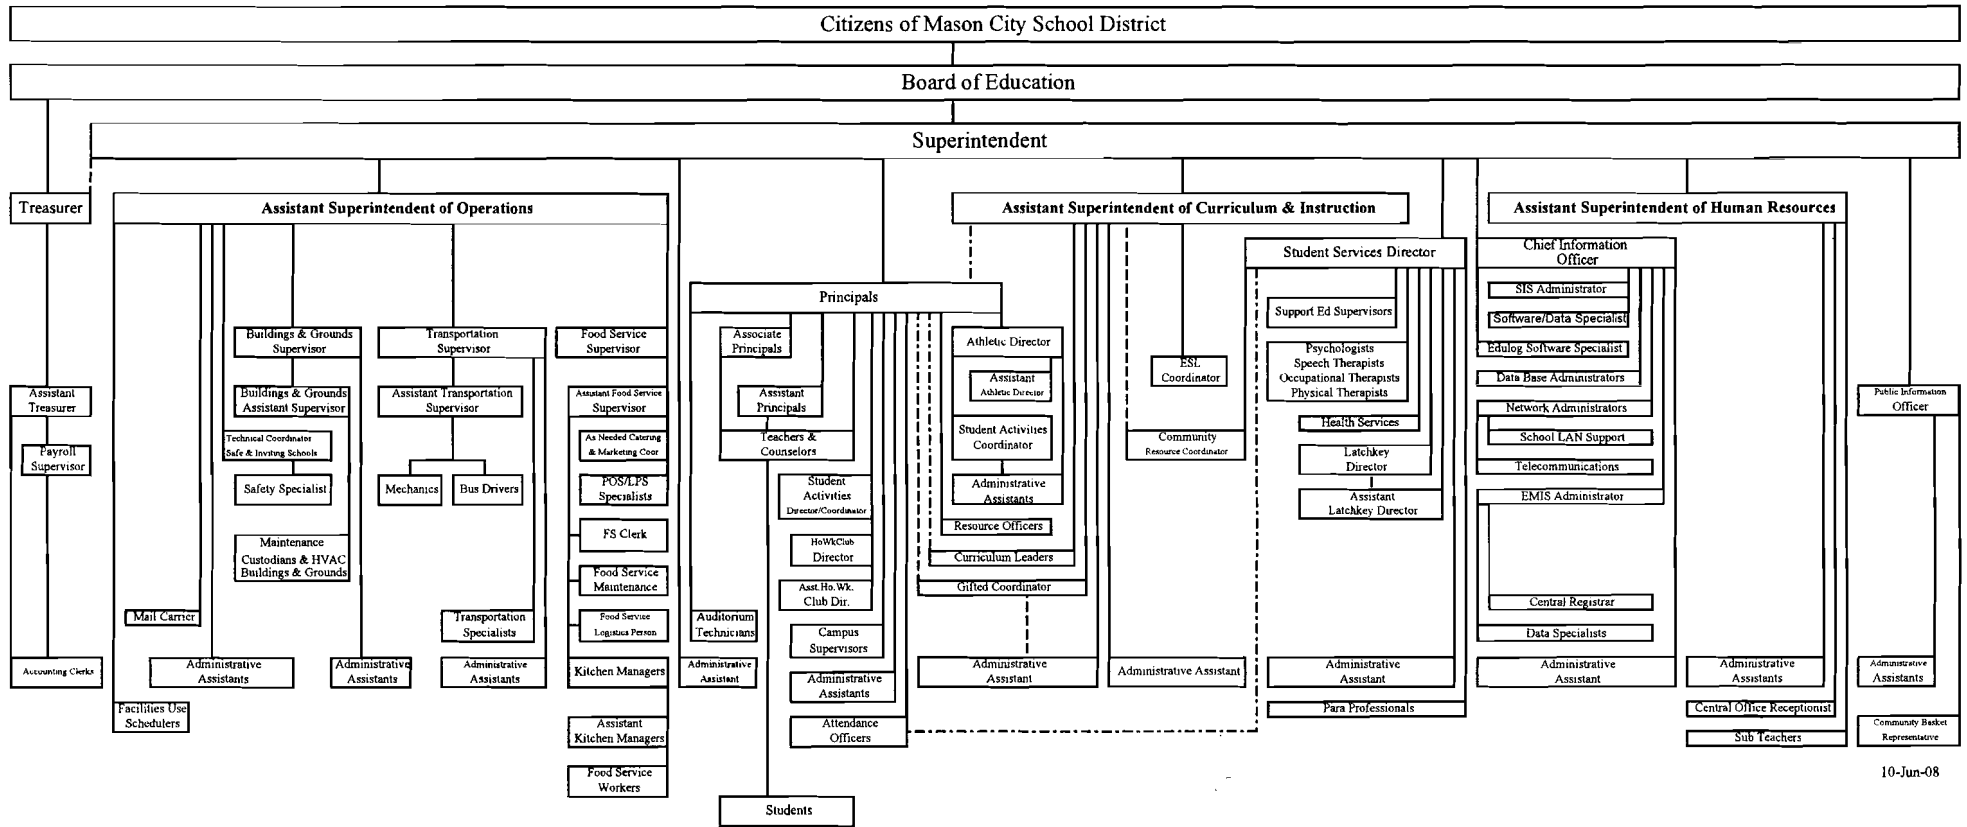 Citizens of Mason City School District
Board of Education
Superintendent
Treasurer
Assistant Superintendent of Operations
Assistant Superintendent of Curriculum & Instruction
Assistant Superintendent of Human Resources
Student Services Director
Chief Information
Officer
Principals
SIS Administrator
Software/Data Specialist
Edulog Software Specialist
Data Base Administrators
Network Administrators
School LAN Support
Telecommunications
EMIS Administrator
Central Registrar
Data Specialists
Administrative
Assistant
Support Ed Supervisors
Psychologists
Speech Therapists
Occupational Therapists
Physical Therapists
Health Services
Latchkey
Director
Assistant
Latchkey Director
Administrative
Assistant
Para Professionals
Buildings & Grounds
Supervisor
Buildings & Grounds
Assistant Supervisor
Technical Coordinator
Safe & Inviting Schools
Safety Specialist
Maintenance
Custodians & HVAC
Buildings & Grounds
Mail Carrier
Administrative
Assistants
Administrative
Assistants
Facilities Use
Schedulers
Transportation
Supervisor
Assistant Transportation
Supervisor
Mechanics
Bus Drivers
Transportation
Specialists
Administrative
Assistants
Food Service
Supervisor
Assistant Food Service
Supervisor
As Needed Catering
& Marketing Coor
POS/LPS
Specialists
FS Clerk
Food Service
Maintenance
Food Service
Logistics Person
Kitchen Managers
Assistant
Kitchen Managers
Food Service
Workers
Assistant
Treasurer
Payroll
Supervisor
Accounting Clerks
Associate
Principals
Assistant
Principals
Teachers &
Counselors
Student
Activities
Director/Coordinator
HoWkClub
Director
Asst.Ho.Wk.
Club Dir.
Campus
Supervisors
Administrative
Assistants
Attendance
Officers
Auditorium
Technicians
Administrative
Assistant
Students
Athletic Director
Assistant
Athletic Director
Student Activities
Coordinator
Administrative
Assistants
Resource Officers
Curriculum Leaders
Gifted Coordinator
Administrative
Assistant
ESL
Coordinator
Community
Resource Coordinator
Administrative Assistant
Administrative
Assistants
Central Office Receptionist
Sub Teachers
Public Information
Officer
Administrative
Assistants
Community Basket
Representative
10-Jun-08